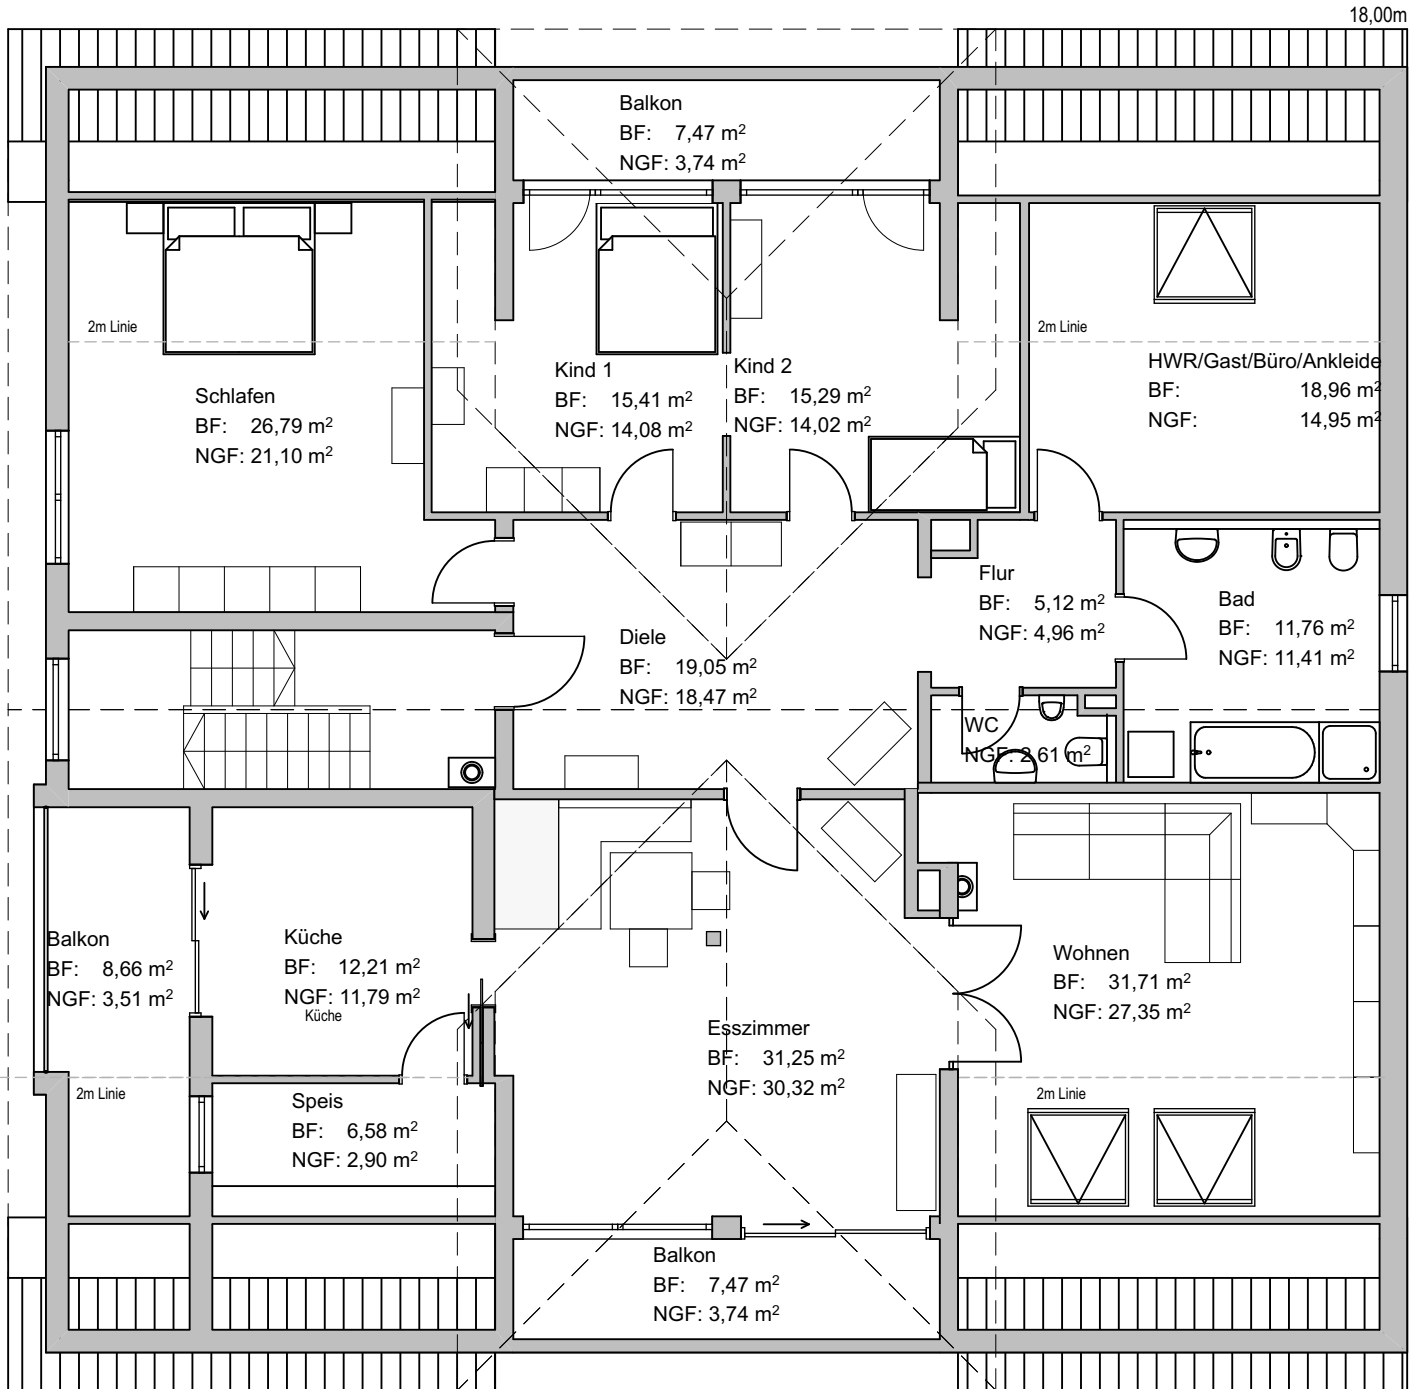 18,00m
Balkon
BF: 7,47 m²
NGF: 3,74 m²
2m Linie
2m Linie
Schlafen
BF: 26,79 m²
NGF: 21,10 m²
Kind 1
BF: 15,41 m²
NGF: 14,08 m²
Kind 2
BF: 15,29 m²
NGF: 14,02 m²
HWR/Gast/Büro/Ankleide
BF: 18,96 m²
NGF: 14,95 m²
Diele
BF: 19,05 m²
NGF: 18,47 m²
Flur
BF: 5,12 m²
NGF: 4,96 m²
Bad
BF: 11,76 m²
NGF: 11,41 m²
WC
NGF: 2,61 m²
Balkon
BF: 8,66 m²
NGF: 3,51 m²
Küche
BF: 12,21 m²
NGF: 11,79 m²
Küche
Wohnen
BF: 31,71 m²
NGF: 27,35 m²
Esszimmer
BF: 31,25 m²
NGF: 30,32 m²
2m Linie
2m Linie
Speis
BF: 6,58 m²
NGF: 2,90 m²
Balkon
BF: 7,47 m²
NGF: 3,74 m²